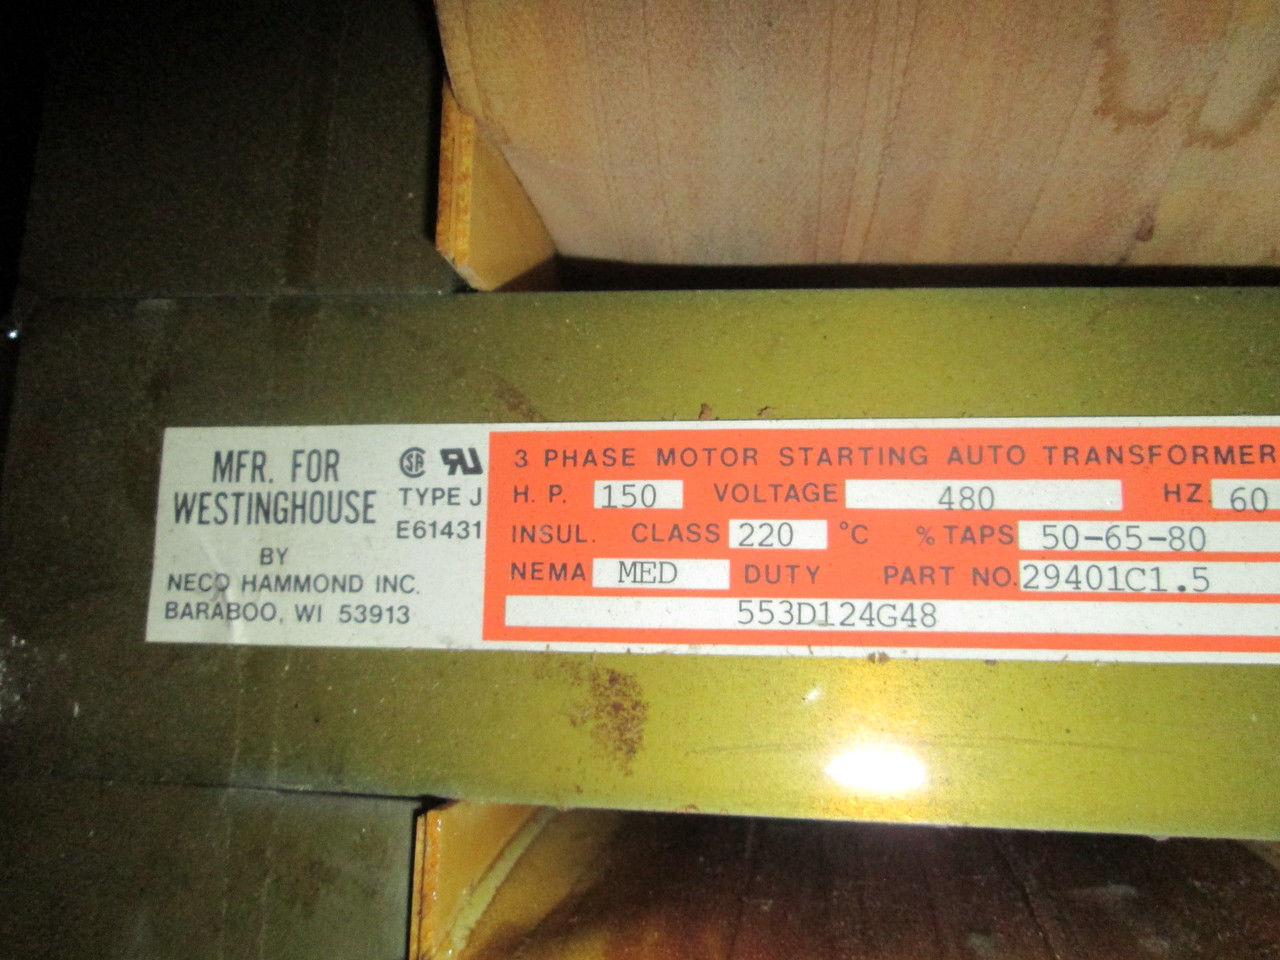 MFR. FOR
WESTINGHOUSE
BY
NECO HAMMOND INC.
BARABOO, WI 53913
SA RU
TYPE J
E61431
3 PHASE MOTOR STARTING AUTO TRANSFORMER
H. P. 150 VOLTAGE 480 HZ. 60
INSUL. CLASS 220 °C % TAPS 50-65-80
NEMA MED DUTY PART NO. 29401C1.5
553D124G48